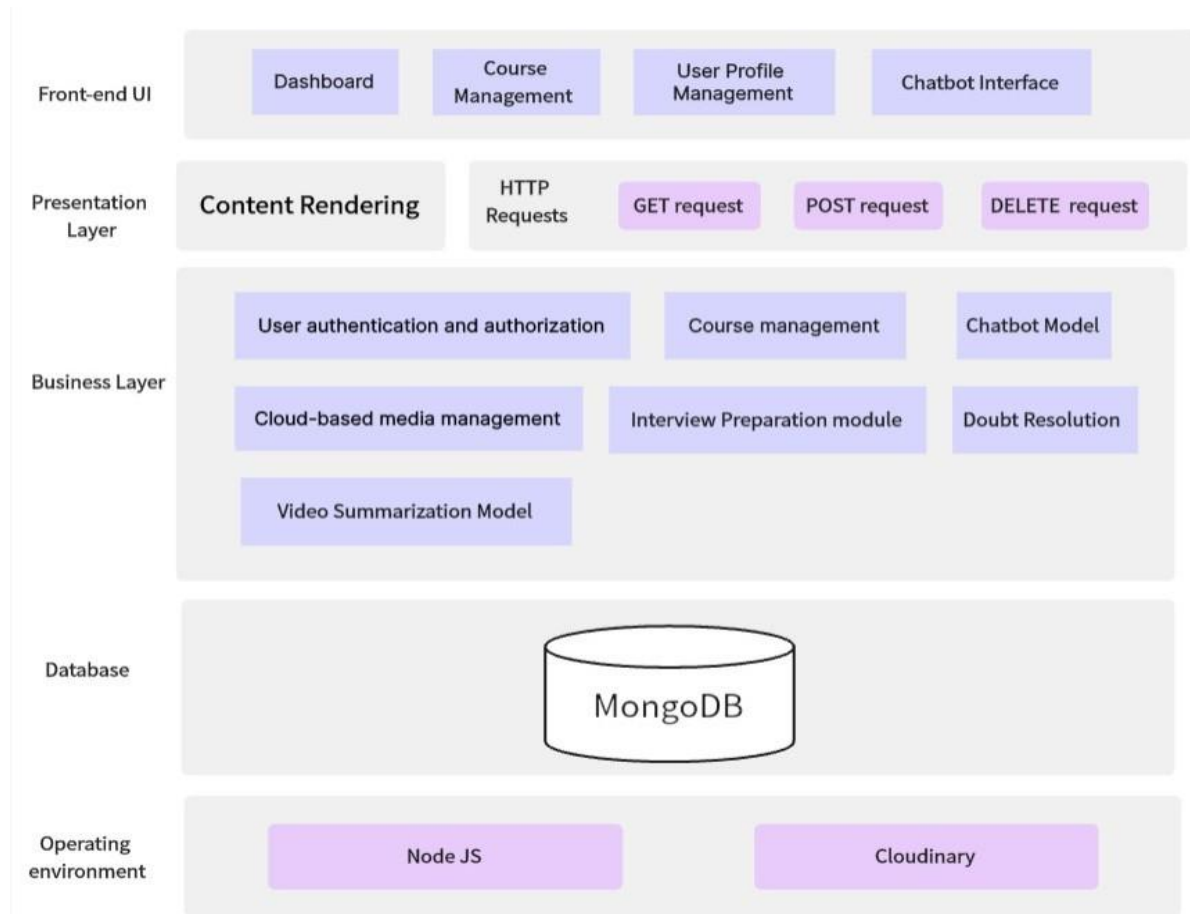 Front-end UI
Dashboard
Course
Management
User Profile
Management
Chatbot Interface
Presentation
Layer
Content Rendering
HTTP
Requests
GET request
POST request
DELETE request
Business Layer
User authentication and authorization
Course management
Chatbot Model
Cloud-based media management
Interview Preparation module
Doubt Resolution
Video Summarization Model
Database
MongoDB
Operating
environment
Node JS
Cloudinary